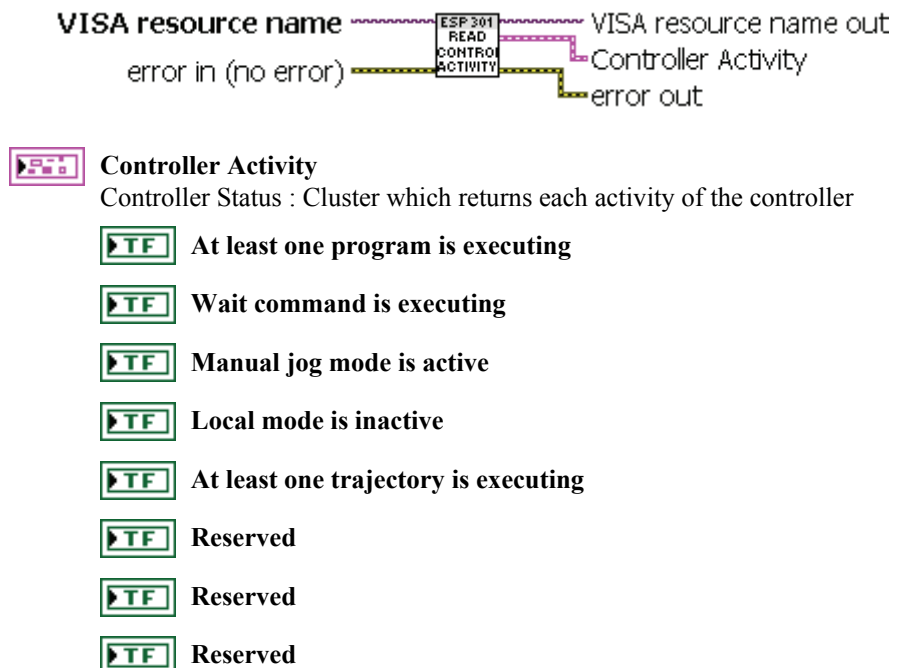 VISA resource name
ESP 301
READ
CONTROL
ACTIVITY
VISA resource name out
Controller Activity
error in (no error)
error out
Controller Activity
Controller Status : Cluster which returns each activity of the controller
TF At least one program is executing
TF Wait command is executing
TF Manual jog mode is active
TF Local mode is inactive
TF At least one trajectory is executing
TF Reserved
TF Reserved
TF Reserved